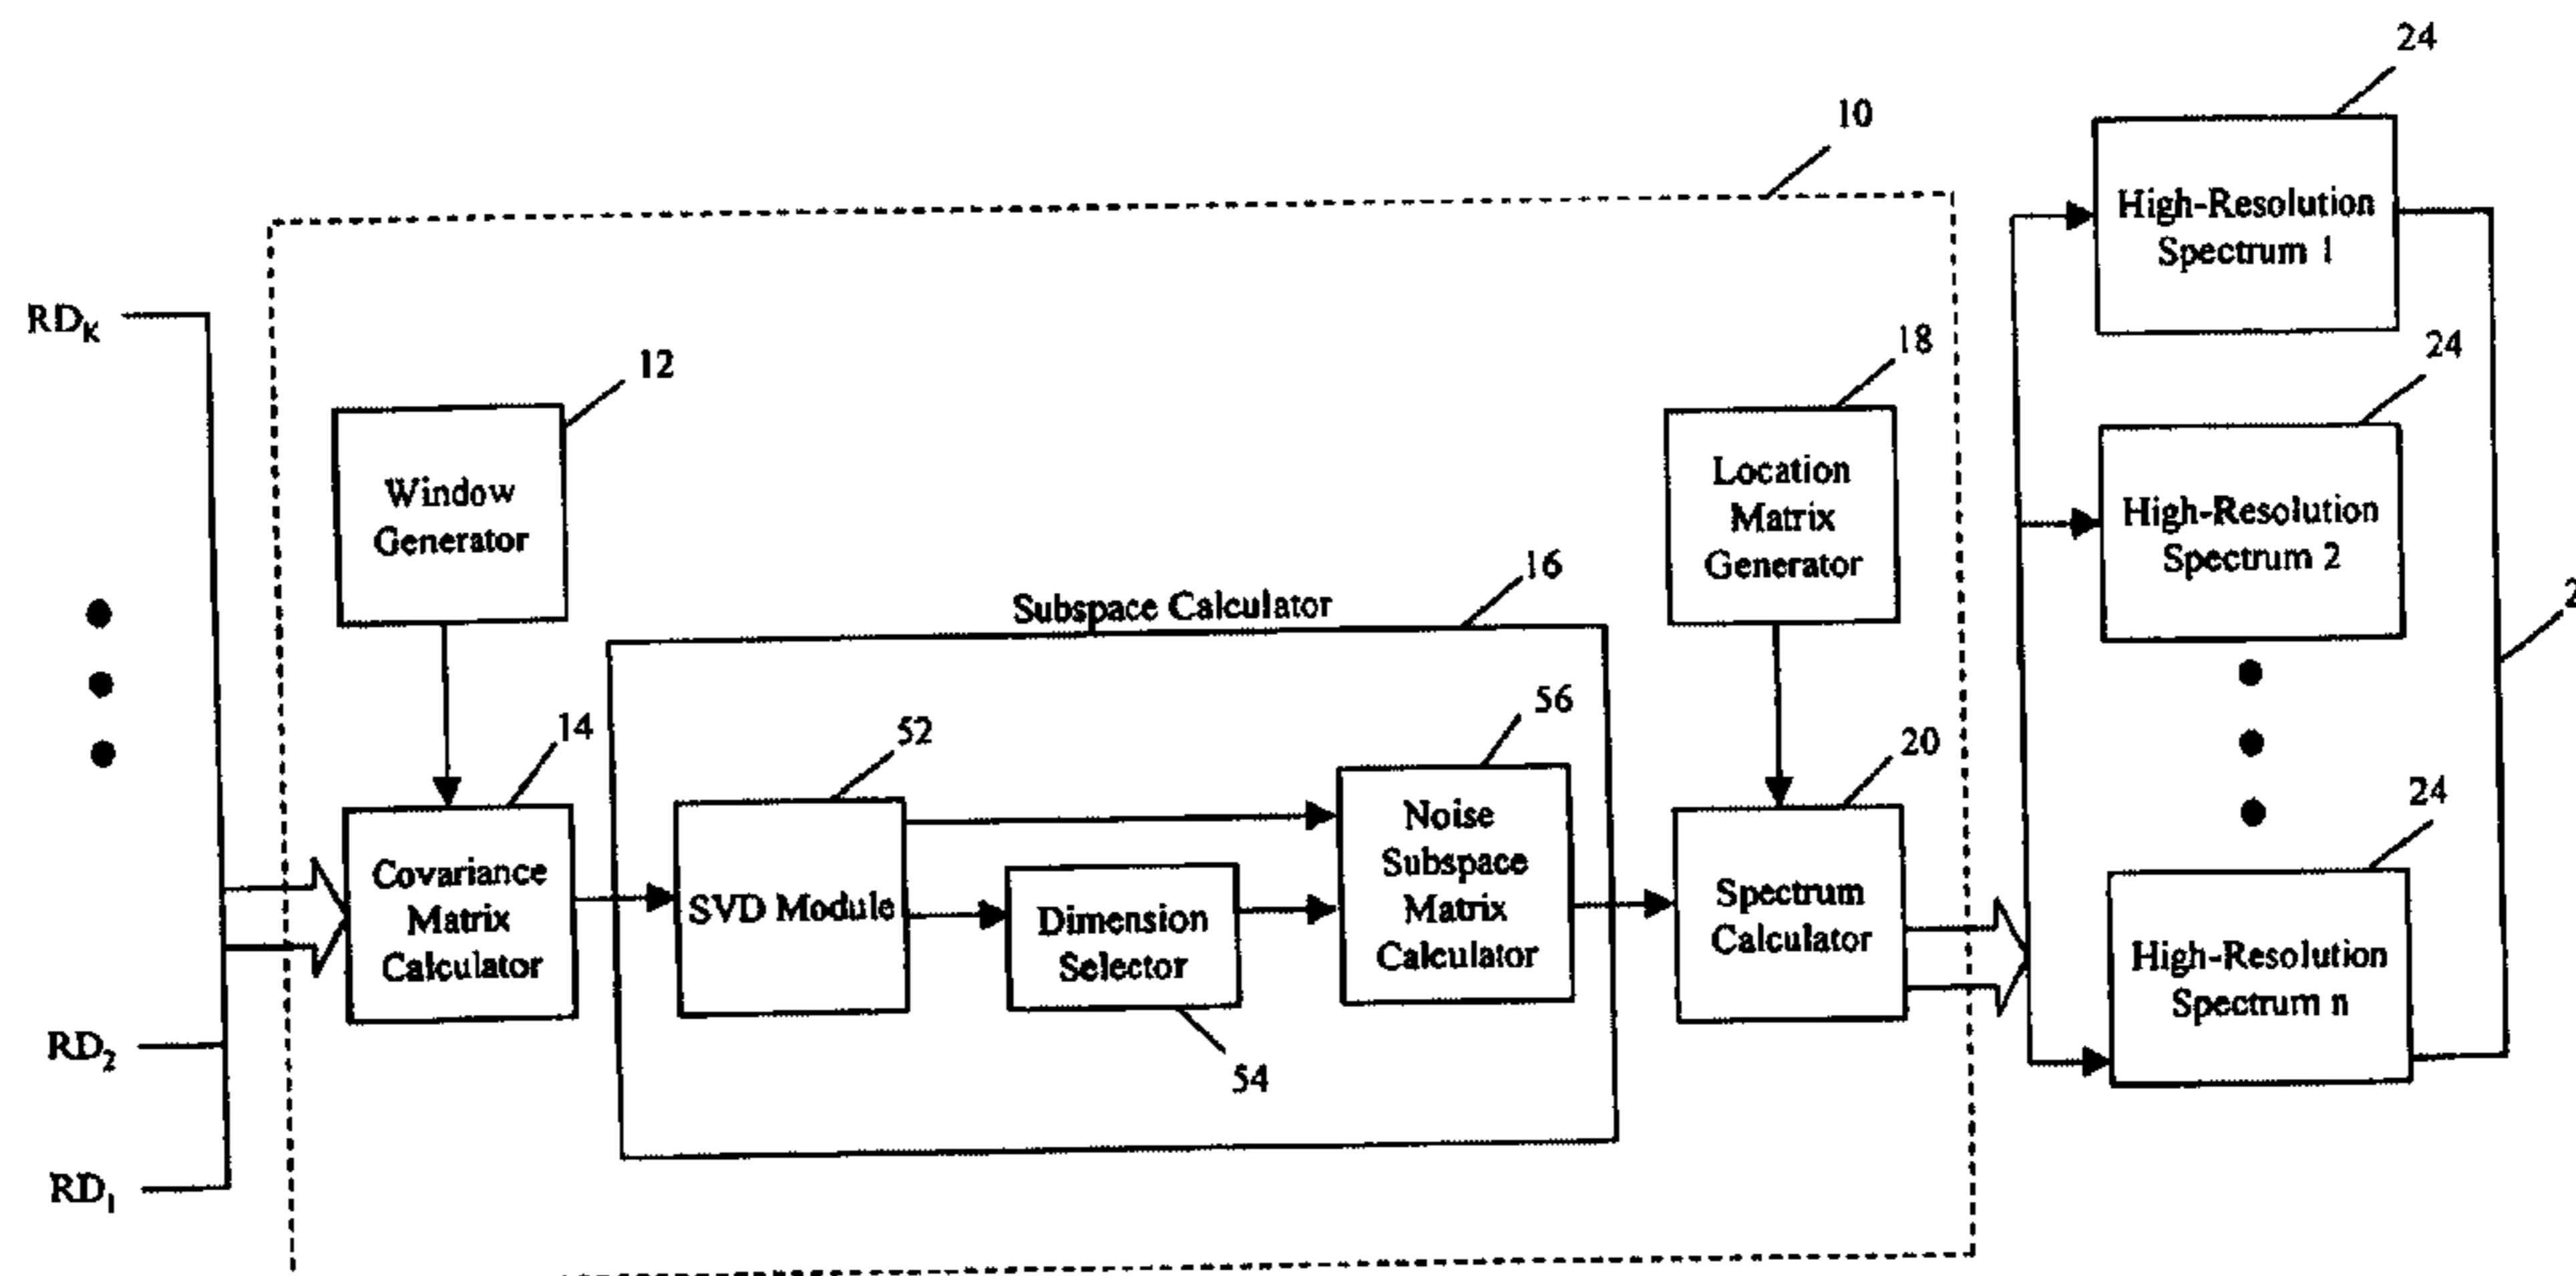 24
10
High-Resolution
Spectrum 1
RD_K
12
18
24
Window
Generator
Location
Matrix
Generator
High-Resolution
Spectrum 2
16
Subspace Calculator
14
52
56
20
24
Covariance
Matrix
Calculator
SVD Module
Dimension
Selector
Noise
Subspace
Matrix
Calculator
Spectrum
Calculator
High-Resolution
Spectrum n
54
RD_2
RD_1